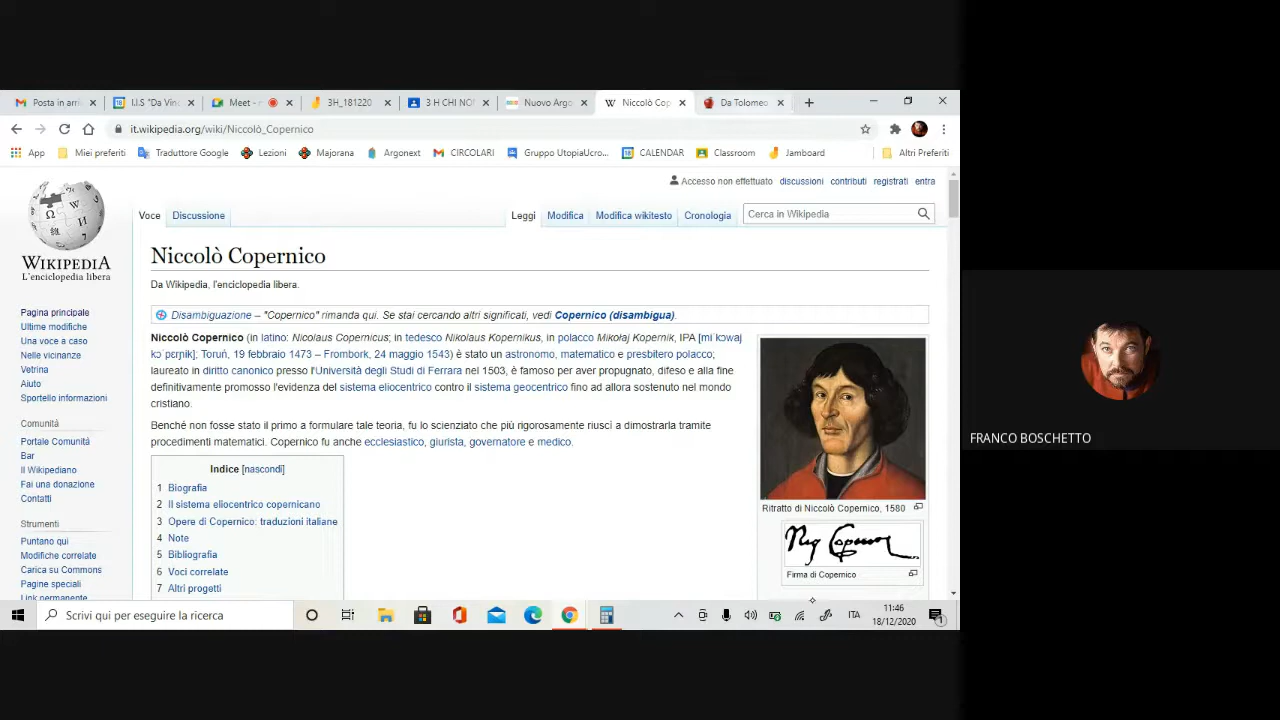 Posta in arri
I.I.S "Da Vinc
Meet -
3H_181220
3 H CHI NO
Nuovo Argo
Niccolò Cop
Da Tolomeo
it.wikipedia.org/wiki/Niccolò_Copernico
App
Miei preferiti
Traduttore Google
Lezioni
Majorana
Argonext
CIRCOLARI
Gruppo UtopiaUcro...
CALENDAR
Classroom
Jamboard
Altri Preferiti
Accesso non effettuato discussioni contributi registrati entra
Voce Discussione
Leggi Modifica Modifica wikitesto Cronologia
Cerca in Wikipedia
WIKIPEDIA
L'enciclopedia libera
Pagina principale
Ultime modifiche
Una voce a caso
Nelle vicinanze
Vetrina
Aiuto
Sportello informazioni
Comunità
Portale Comunità
Bar
Il Wikipediano
Fai una donazione
Contatti
Strumenti
Puntano qui
Modifiche correlate
Carica su Commons
Pagine speciali
Link permanente
Niccolò Copernico
Da Wikipedia, l'enciclopedia libera.
Disambiguazione – "Copernico" rimanda qui. Se stai cercando altri significati, vedi Copernico (disambigua).
Niccolò Copernico (in latino: Nicolaus Copernicus; in tedesco Nikolaus Kopernikus, in polacco Mikołaj Kopernik, IPA [miˈkɔwaj
kɔˈpɛrɲik]; Toruń, 19 febbraio 1473 – Frombork, 24 maggio 1543) è stato un astronomo, matematico e presbitero polacco;
laureato in diritto canonico presso l'Università degli Studi di Ferrara nel 1503, è famoso per aver propugnato, difeso e alla fine
definitivamente promosso l'evidenza del sistema eliocentrico contro il sistema geocentrico fino ad allora sostenuto nel mondo
cristiano.
Benché non fosse stato il primo a formulare tale teoria, fu lo scienziato che più rigorosamente riuscì a dimostrarla tramite
procedimenti matematici. Copernico fu anche ecclesiastico, giurista, governatore e medico.
Indice [nascondi]
1 Biografia
2 Il sistema eliocentrico copernicano
3 Opere di Copernico: traduzioni italiane
4 Note
5 Bibliografia
6 Voci correlate
7 Altri progetti
Ritratto di Niccolò Copernico, 1580
Firma di Copernico
FRANCO BOSCHETTO
Scrivi qui per eseguire la ricerca
ITA
11:46
18/12/2020
1